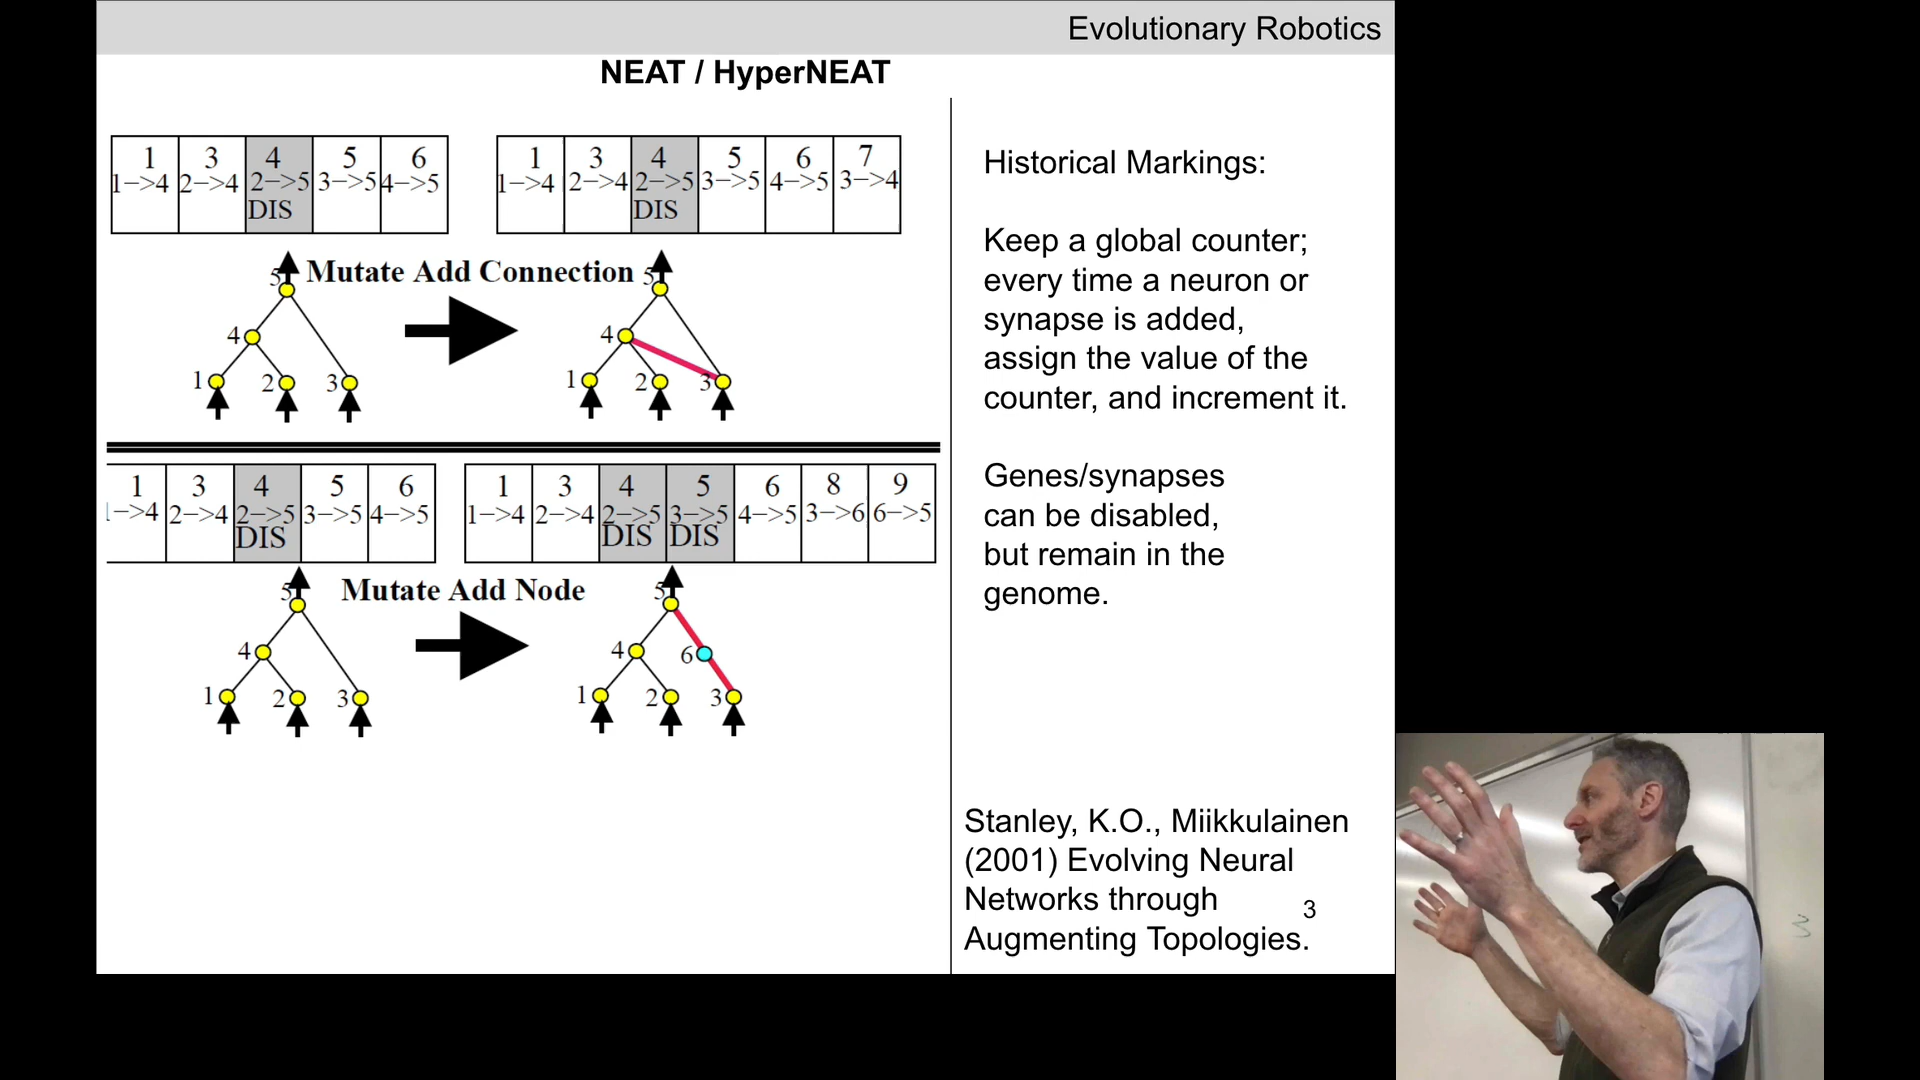 Evolutionary Robotics
NEAT / HyperNEAT
1 3 4 5 6
1->4 2->4 2->5 3->5 4->5
DIS
1 3 4 5 6 7
1->4 2->4 2->5 3->5 4->5 3->4
DIS
Mutate Add Connection
5
4
1 2 3
5
4
1 2 3
1 3 4 5 6
1->4 2->4 2->5 3->5 4->5
DIS
1 3 4 5 6 8 9
1->4 2->4 2->5 3->5 4->5 3->6 6->5
DIS DIS
Mutate Add Node
5
4
1 2 3
5
4 6
1 2 3
Historical Markings:
Keep a global counter;
every time a neuron or
synapse is added,
assign the value of the
counter, and increment it.
Genes/synapses
can be disabled,
but remain in the
genome.
Stanley, K.O., Miikkulainen
(2001) Evolving Neural
Networks through
Augmenting Topologies.
3